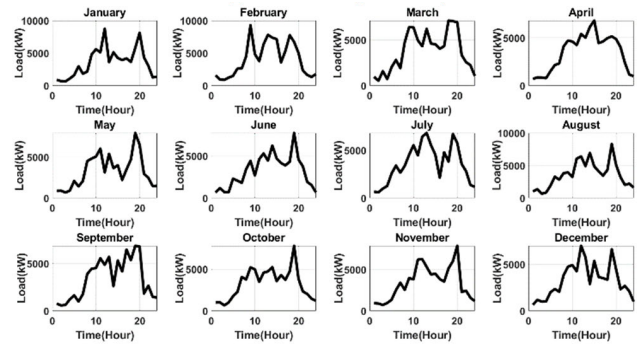 January
February
March
April
10000
5000
0
Load(kW)
0 10 20
Time(Hour)
10000
5000
0
Load(kW)
0 10 20
Time(Hour)
5000
0
Load(kW)
0 10 20
Time(Hour)
5000
0
Load(kW)
0 10 20
Time(Hour)
May
June
July
August
5000
0
Load(kW)
0 10 20
Time(Hour)
5000
0
Load(kW)
0 10 20
Time(Hour)
5000
0
Load(kW)
0 10 20
Time(Hour)
10000
5000
0
Load(kW)
0 10 20
Time(Hour)
September
October
November
December
5000
0
Load(kW)
0 10 20
Time(Hour)
5000
0
Load(kW)
0 10 20
Time(Hour)
5000
0
Load(kW)
0 10 20
Time(Hour)
5000
0
Load(kW)
0 10 20
Time(Hour)